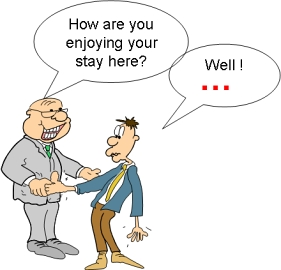 How are you
enjoying your
stay here?
Well !
...